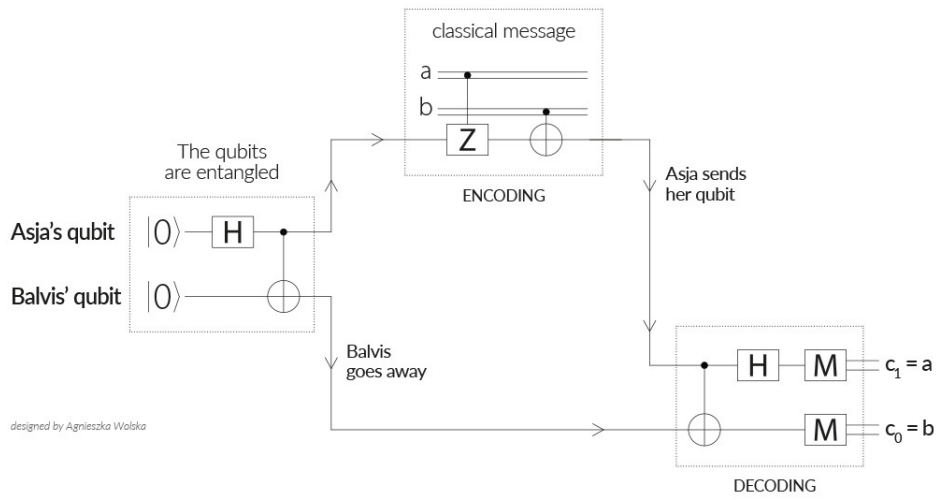 classical message
a
b
Z
ENCODING
The qubits
are entangled
Asja's qubit |0⟩ H
Balvis' qubit |0⟩
Asja sends
her qubit
Balvis
goes away
H M c₁ = a
M c₀ = b
DECODING
designed by Agnieszka Wolska